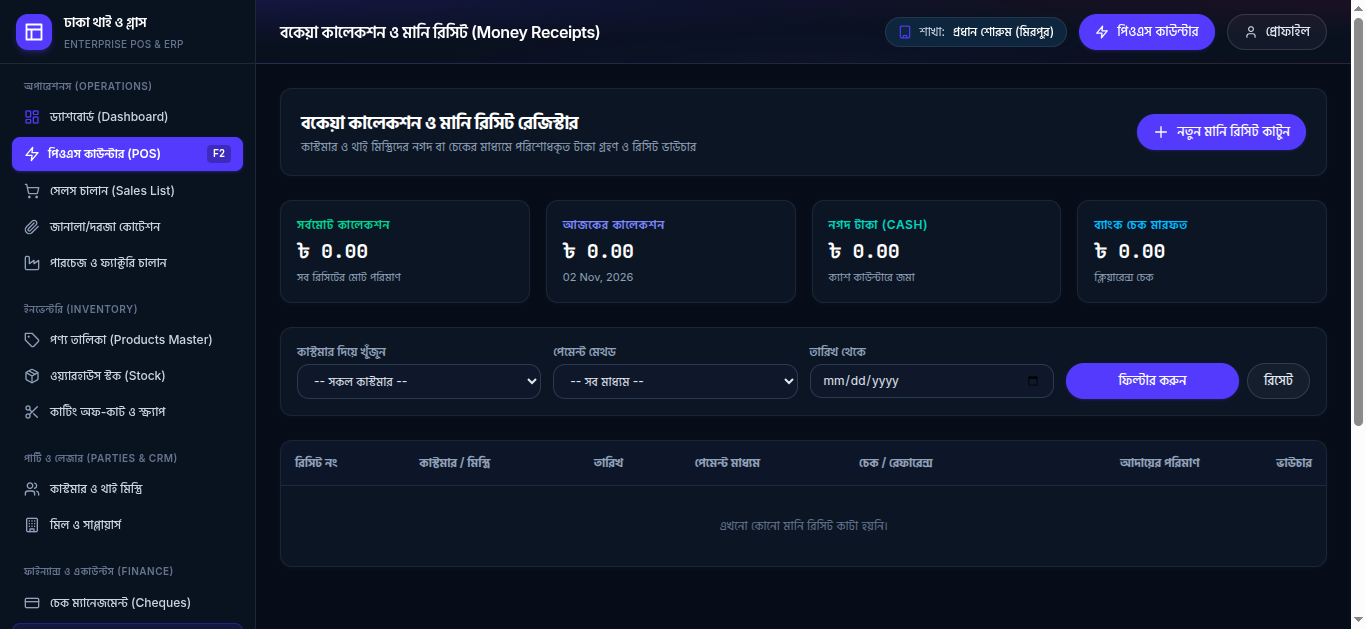 ঢাকা থাই ও গ্লাস
ENTERPRISE POS & ERP
অপারেশনস (OPERATIONS)
ড্যাশবোর্ড (Dashboard)
পিওএস কাউন্টার (POS) F2
সেলস চালান (Sales List)
জানালা/দরজা কোটেশন
পারচেজ ও ফ্যাক্টরি চালান
ইনভেন্টরি (INVENTORY)
পণ্য তালিকা (Products Master)
ওয়্যারহাউস স্টক (Stock)
কাটিং অফ-কাট ও স্ক্র্যাপ
পার্টি ও লেজার (PARTIES & CRM)
কাস্টমার ও থাই মিস্ত্রি
মিল ও সাপ্লায়ার্স
ফাইন্যান্স ও একাউন্টস (FINANCE)
চেক ম্যানেজমেন্ট (Cheques)
বকেয়া কালেকশন ও মানি রিসিট (Money Receipts)
শাখা: প্রধান শোরুম (মিরপুর)
পিওএস কাউন্টার
প্রোফাইল
বকেয়া কালেকশন ও মানি রিসিট রেজিস্টার
কাস্টমার ও থাই মিস্ত্রিদের নগদ বা চেকের মাধ্যমে পরিশোধকৃত টাকা গ্রহণ ও রিসিট ভাউচার
নতুন মানি রিসিট কাটুন
সর্বমোট কালেকশন
৳ 0.00
সব রিসিটের মোট পরিমাণ
আজকের কালেকশন
৳ 0.00
02 Nov, 2026
নগদ টাকা (CASH)
৳ 0.00
ক্যাশ কাউন্টারে জমা
ব্যাংক চেক মারফত
৳ 0.00
ক্লিয়ারেন্স চেক
কাস্টমার দিয়ে খুঁজুন
-- সকল কাস্টমার --
পেমেন্ট মেথড
-- সব মাধ্যম --
তারিখ থেকে
mm/dd/yyyy
ফিল্টার করুন
রিসেট
রিসিট নং কাস্টমার / মিস্ত্রি তারিখ পেমেন্ট মাধ্যম চেক / রেফারেন্স আদায়ের পরিমাণ ভাউচার
এখনো কোনো মানি রিসিট কাটা হয়নি।